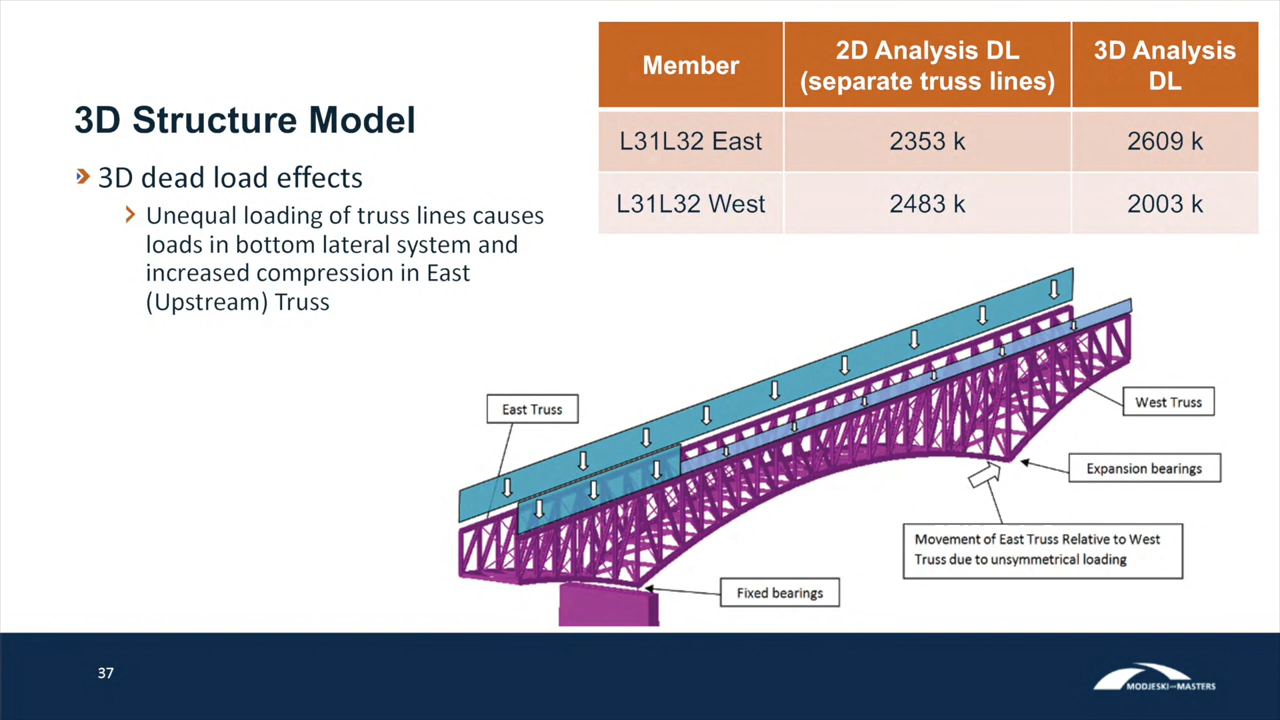 3D Structure Model
3D dead load effects
Unequal loading of truss lines causes
loads in bottom lateral system and
increased compression in East
(Upstream) Truss
Member
2D Analysis DL
(separate truss lines)
3D Analysis
DL
L31L32 East
2353 k
2609 k
L31L32 West
2483 k
2003 k
East Truss
West Truss
Expansion bearings
Movement of East Truss Relative to West
Truss due to unsymmetrical loading
Fixed bearings
37
MODJESKI and MASTERS